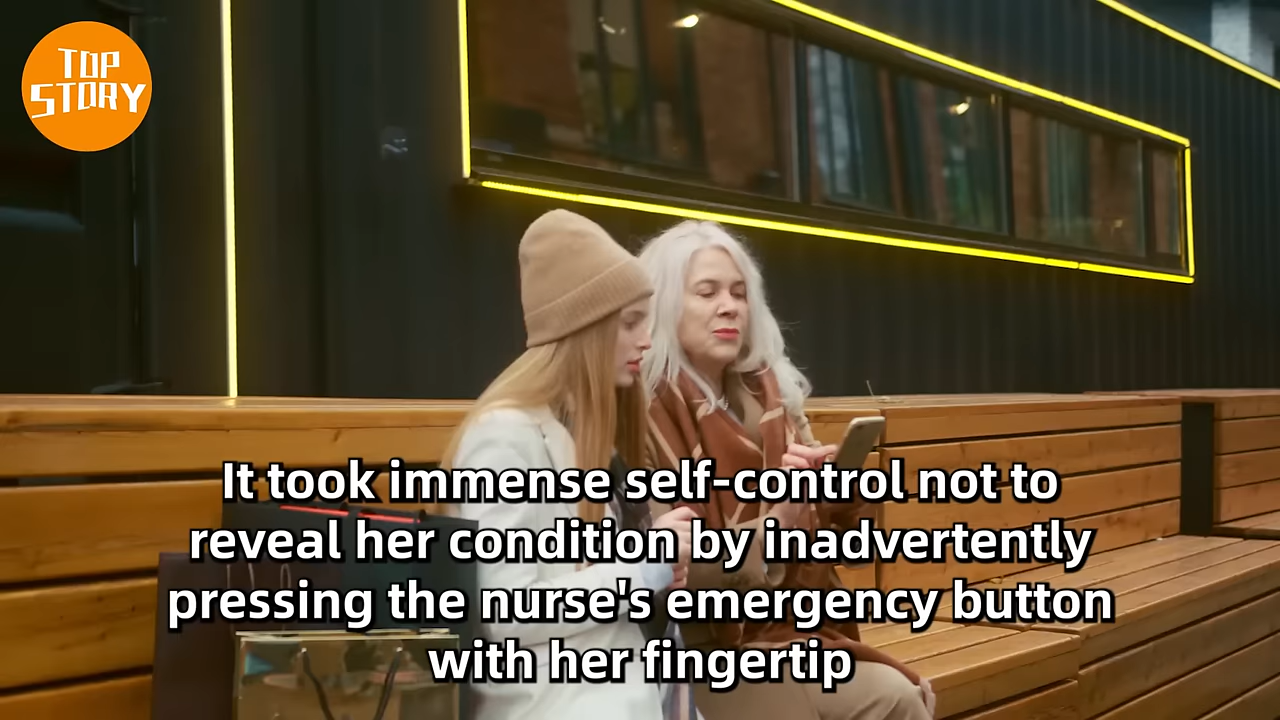 TOP
STORY
It took immense self-control not to
reveal her condition by inadvertently
pressing the nurse's emergency button
with her fingertip